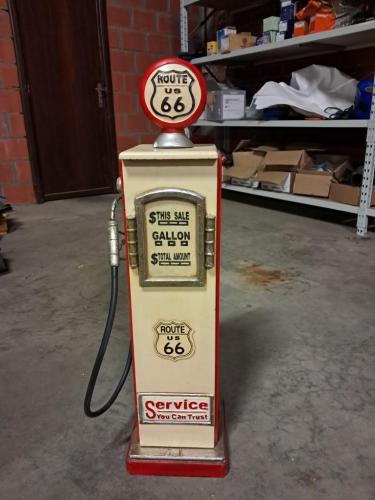 ROUTE
US
66
$THIS SALE
GALLON
$TOTAL AMOUNT
ROUTE
US
66
Service
You Can Trust